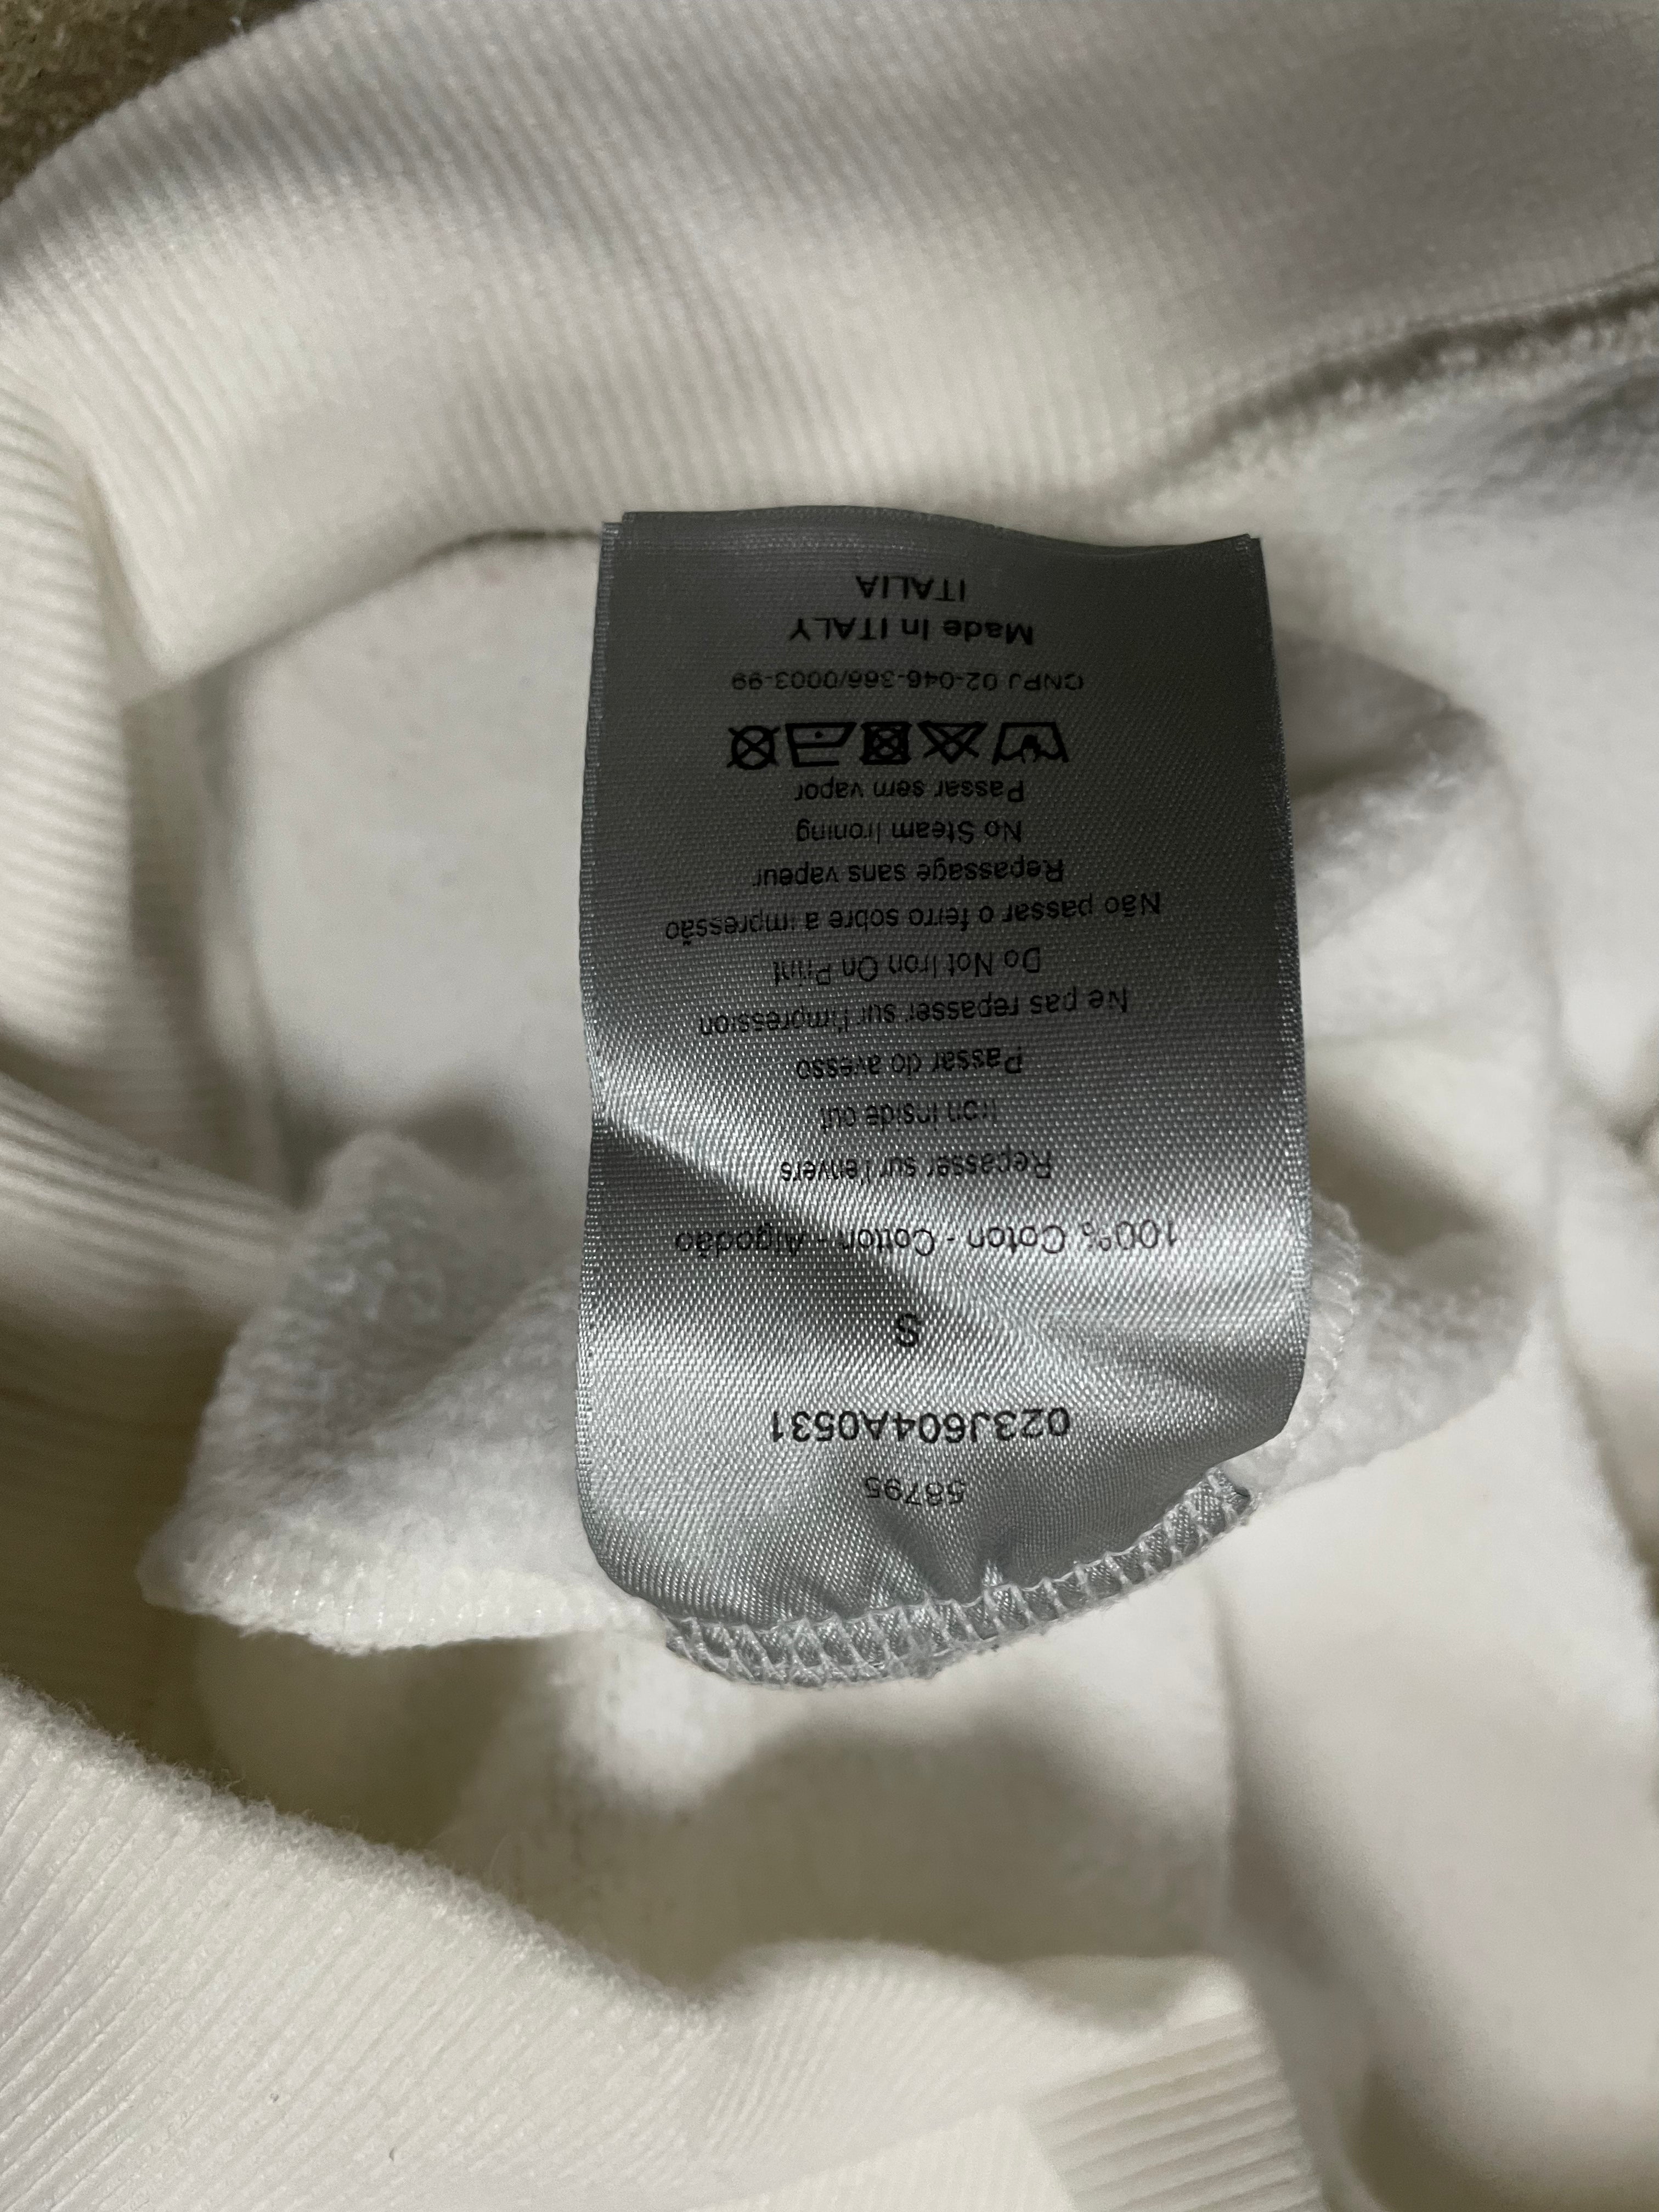 56795
023J604A0531
S
100% Coton - Cotton - Algodão
Repasser sur l'envers
Iron inside out
Passar do avesso
Ne pas repasser sur l'impression
Do Not Iron On Print
Não passar o ferro sobre a impressão
Repassage sans vapeur
No Steam Ironing
Passar sem vapor
CNPJ 02-046-366/0003-99
Made In ITALY
ITALIA